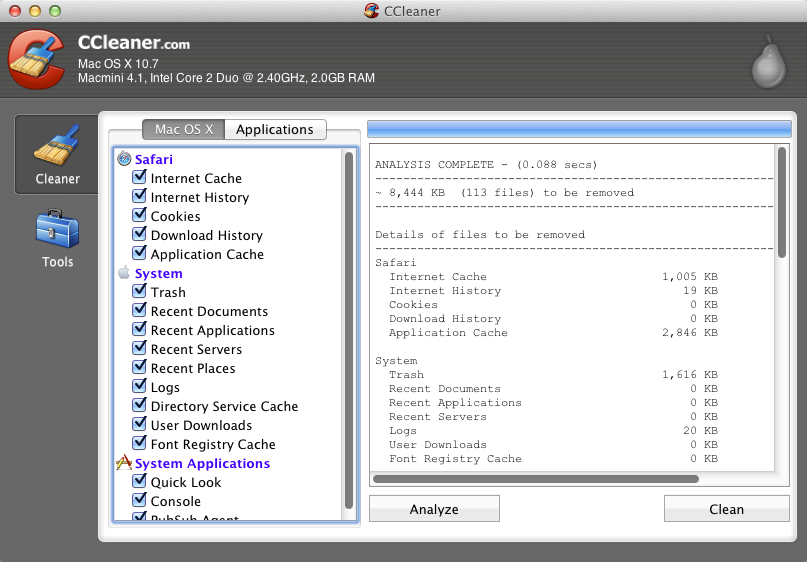 CCleaner
CCleaner.com
Mac OS X 10.7
Macmini 4.1, Intel Core 2 Duo @ 2.40GHz, 2.0GB RAM
Cleaner
Tools
Mac OS X
Applications
Safari
Internet Cache
Internet History
Cookies
Download History
Application Cache
System
Trash
Recent Documents
Recent Applications
Recent Servers
Recent Places
Logs
Directory Service Cache
User Downloads
Font Registry Cache
System Applications
Quick Look
Console
PubSub Agent
ANALYSIS COMPLETE - (0.088 secs)
~ 8,444 KB (113 files) to be removed
Details of files to be removed
Safari
Internet Cache 1,005 KB
Internet History 19 KB
Cookies 0 KB
Download History 0 KB
Application Cache 2,846 KB
System
Trash 1,616 KB
Recent Documents 0 KB
Recent Applications 0 KB
Recent Servers 0 KB
Logs 20 KB
User Downloads 0 KB
Font Registry Cache 0 KB
Analyze
Clean